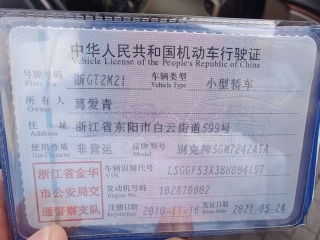 中华人民共和国机动车行驶证
Vehicle License of the People's Republic of China
号牌号码 浙GT2M21 车辆类型 小型轿车
Plate No. Vehicle Type
所有人 葛爱青
Owner
住址 浙江省东阳市白云街道599号
Address
使用性质 非营运 品牌型号 别克牌SGM7242ATA
Use Character Model
浙江省金华
市公安局交
通警察支队
车辆识别代号 LSGGF53X3BH084197
VIN
发动机号码 102870002
Engine No.
注册日期 2010-11-16 发证日期 2021-05-24
Register Date Issue Date